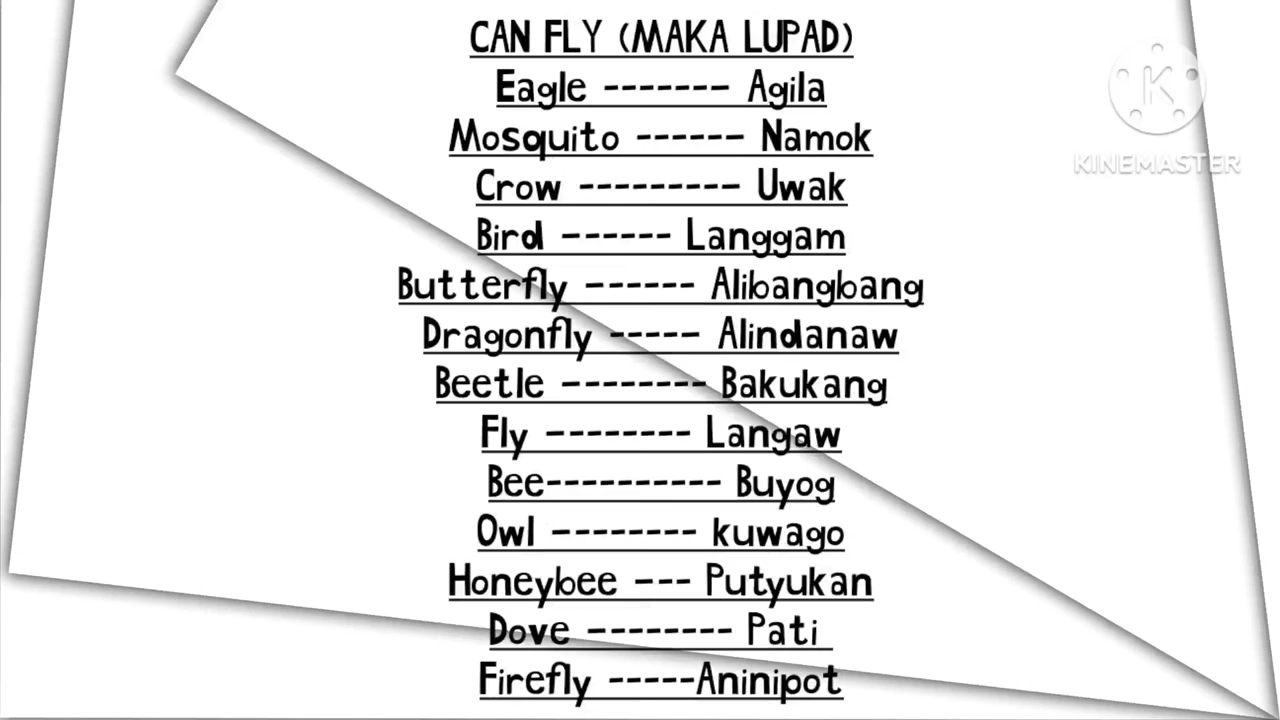 CAN FLY (MAKA LUPAD)
Eagle ------- Agila
Mosquito ------ Namok
Crow --------- Uwak
Bird ------ Langgam
Butterfly ------ Alibangbang
Dragonfly ----- Alindanaw
Beetle -------- Bakukang
Fly -------- Langaw
Bee---------- Buyog
Owl -------- kuwago
Honeybee --- Putyukan
Dove -------- Pati
Firefly -----Aninipot
K
KINEMASTER